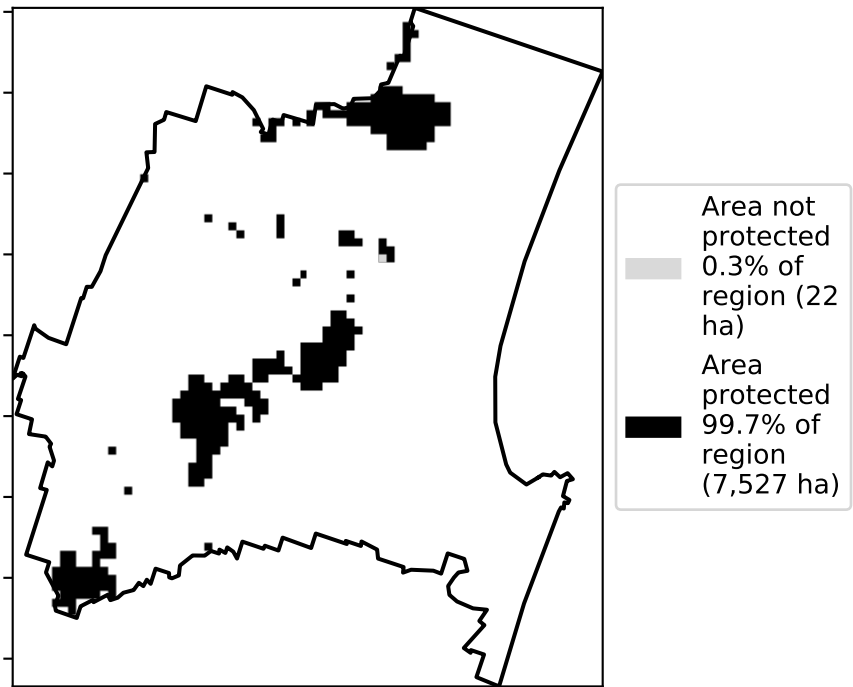 Area not
protected
0.3% of
region (22
ha)
Area
protected
99.7% of
region
(7,527 ha)